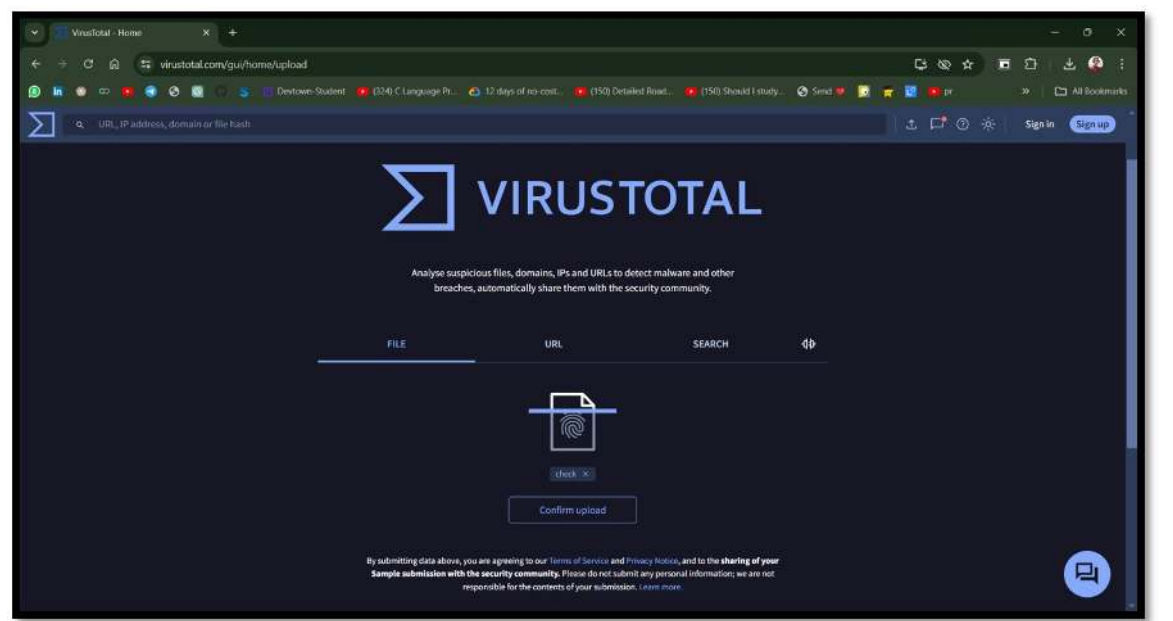 VirusTotal - Home
virustotal.com/gui/home/upload
in
Devtown-Student
(324) C Language Pr...
12 days of no-cost...
(150) Detailed Road...
(150) Should I study...
Send
pr
»
All Bookmarks
URL, IP address, domain or file hash
Sign in
Sign up
VIRUSTOTAL
Analyse suspicious files, domains, IPs and URLs to detect malware and other
breaches, automatically share them with the security community.
FILE
URL
SEARCH
check
Confirm upload
By submitting data above, you are agreeing to our Terms of Service and Privacy Notice, and to the sharing of your
Sample submission with the security community. Please do not submit any personal information; we are not
responsible for the contents of your submission. Learn more.